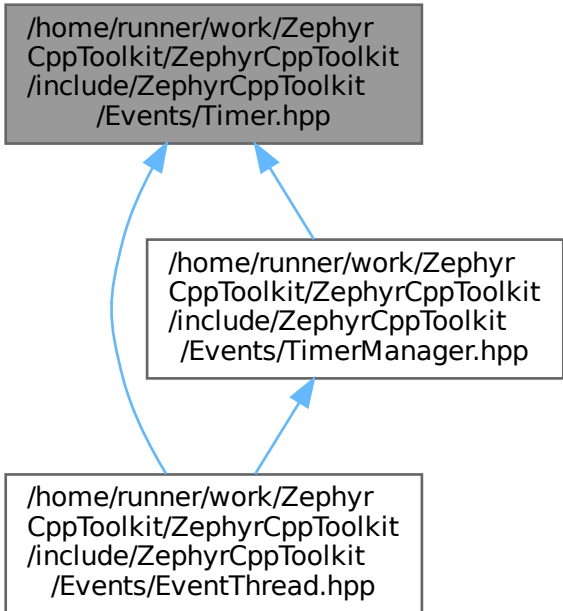 /home/runner/work/Zephyr
CppToolkit/ZephyrCppToolkit
/include/ZephyrCppToolkit
/Events/Timer.hpp
/home/runner/work/Zephyr
CppToolkit/ZephyrCppToolkit
/include/ZephyrCppToolkit
/Events/TimerManager.hpp
/home/runner/work/Zephyr
CppToolkit/ZephyrCppToolkit
/include/ZephyrCppToolkit
/Events/EventThread.hpp